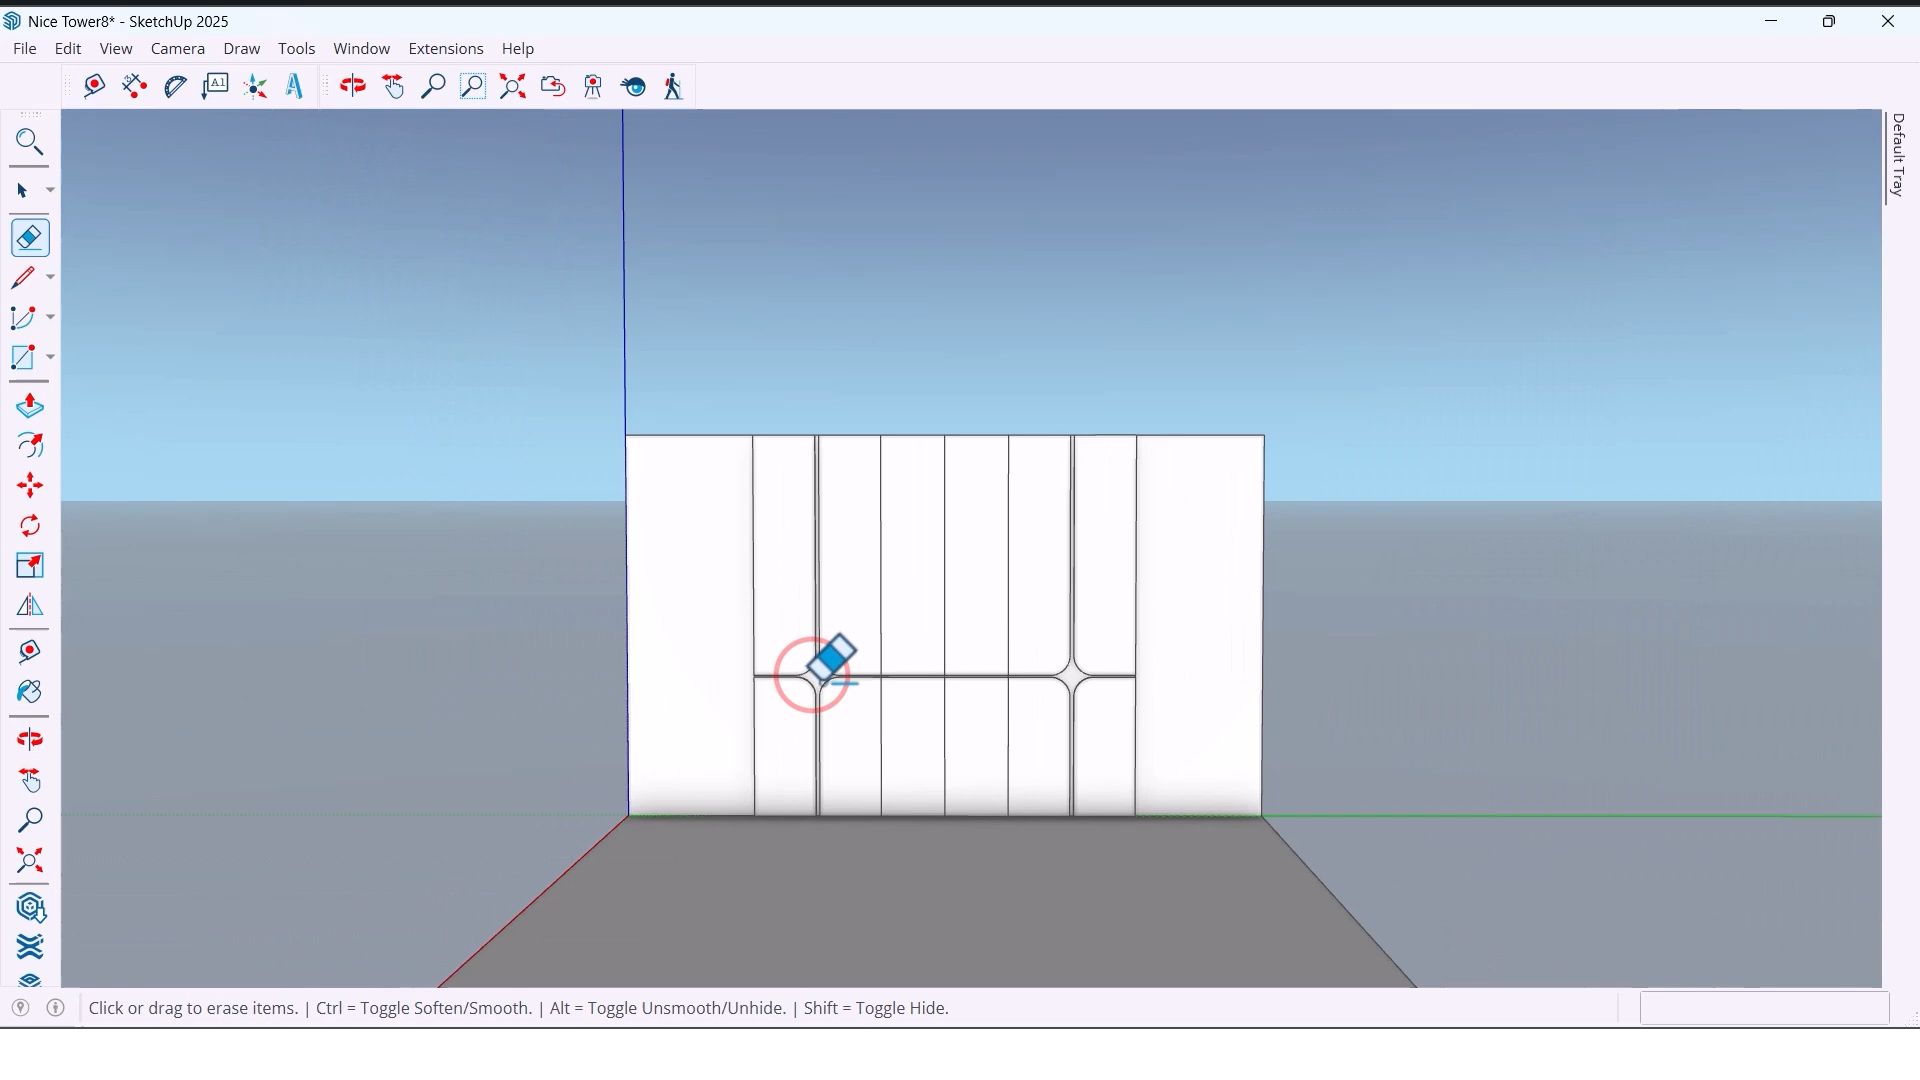 Nice Tower8* - SketchUp 2025
File Edit View Camera Draw Tools Window Extensions Help
A1
Default Tray
Click or drag to erase items. | Ctrl = Toggle Soften/Smooth. | Alt = Toggle Unsmooth/Unhide. | Shift = Toggle Hide.